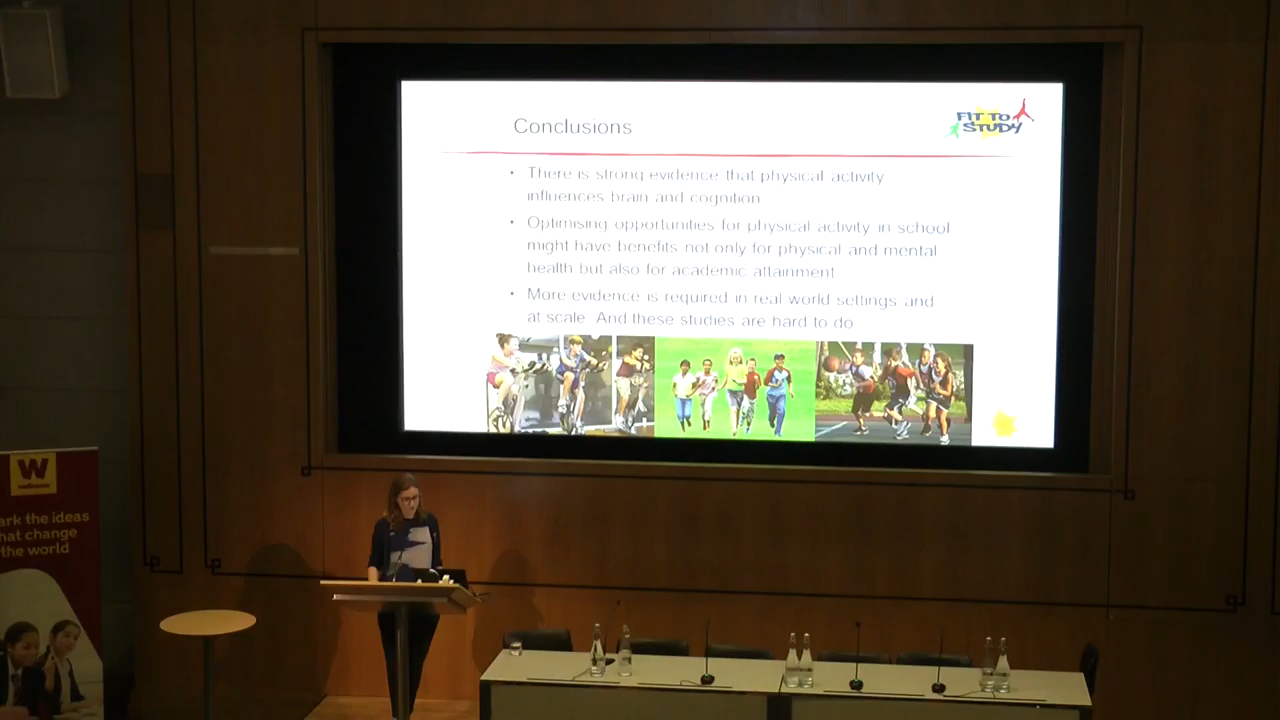 Conclusions
FIT TO
STUDY
• There is strong evidence that physical activity
influences brain and cognition
• Optimising opportunities for physical activity in school
might have benefits not only for physical and mental
health but also for academic attainment
• More evidence is required in real world settings and
at scale. And these studies are hard to do
W
wellcome
ark the ideas
hat change
the world